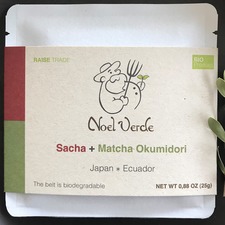 RAISE TRADE
BIO
Noel Verde
Sacha + Matcha Okumidori
Japan • Ecuador
The belt is biodegradable
NET WT 0,88 OZ (25g)